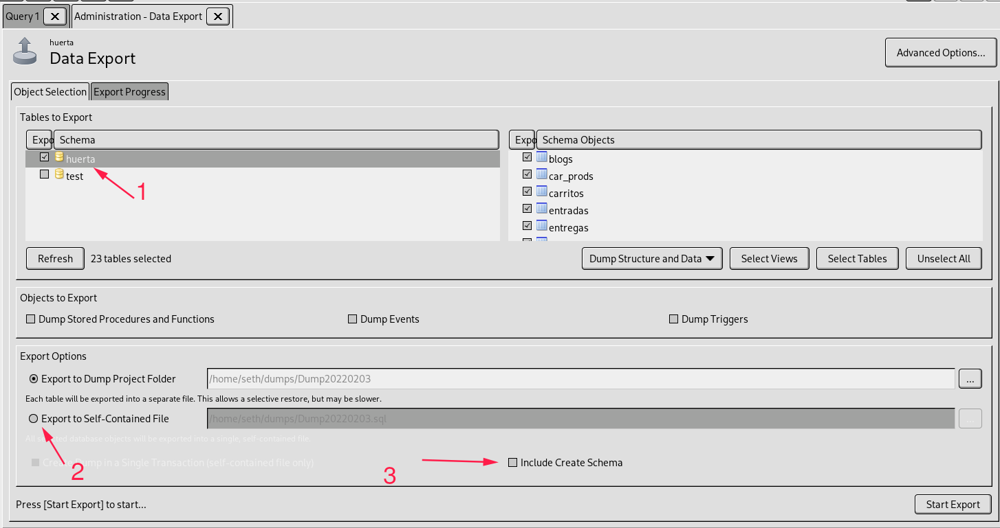 Query 1
Administration - Data Export
huerta
Data Export
Advanced Options...
Object Selection
Export Progress
Tables to Export
Expo
Schema
Expo
Schema Objects
huerta
blogs
test
car_prods
1
carritos
entradas
entregas
Refresh
23 tables selected
Dump Structure and Data
Select Views
Select Tables
Unselect All
Objects to Export
Dump Stored Procedures and Functions
Dump Events
Dump Triggers
Export Options
Export to Dump Project Folder
/home/seth/dumps/Dump20220203
...
Each table will be exported into a separate file. This allows a selective restore, but may be slower.
Export to Self-Contained File
/home/seth/dumps/Dump20220203.sql
...
All selected database objects will be exported into a single, self-contained file.
Create Dump in a Single Transaction (self-contained file only)
Include Create Schema
2
3
Press [Start Export] to start...
Start Export